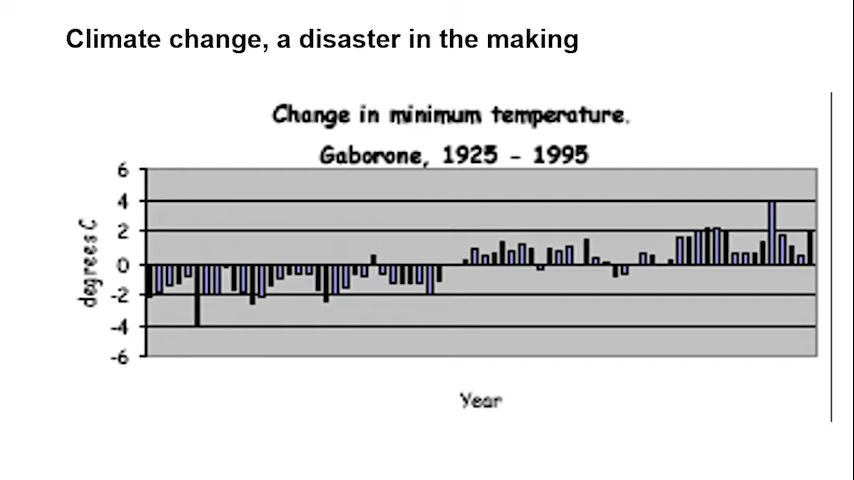 Climate change, a disaster in the making
Change in minimum temperature.
Gaborone, 1925 - 1995
6
4
2
0
-2
-4
-6
degrees C
Year